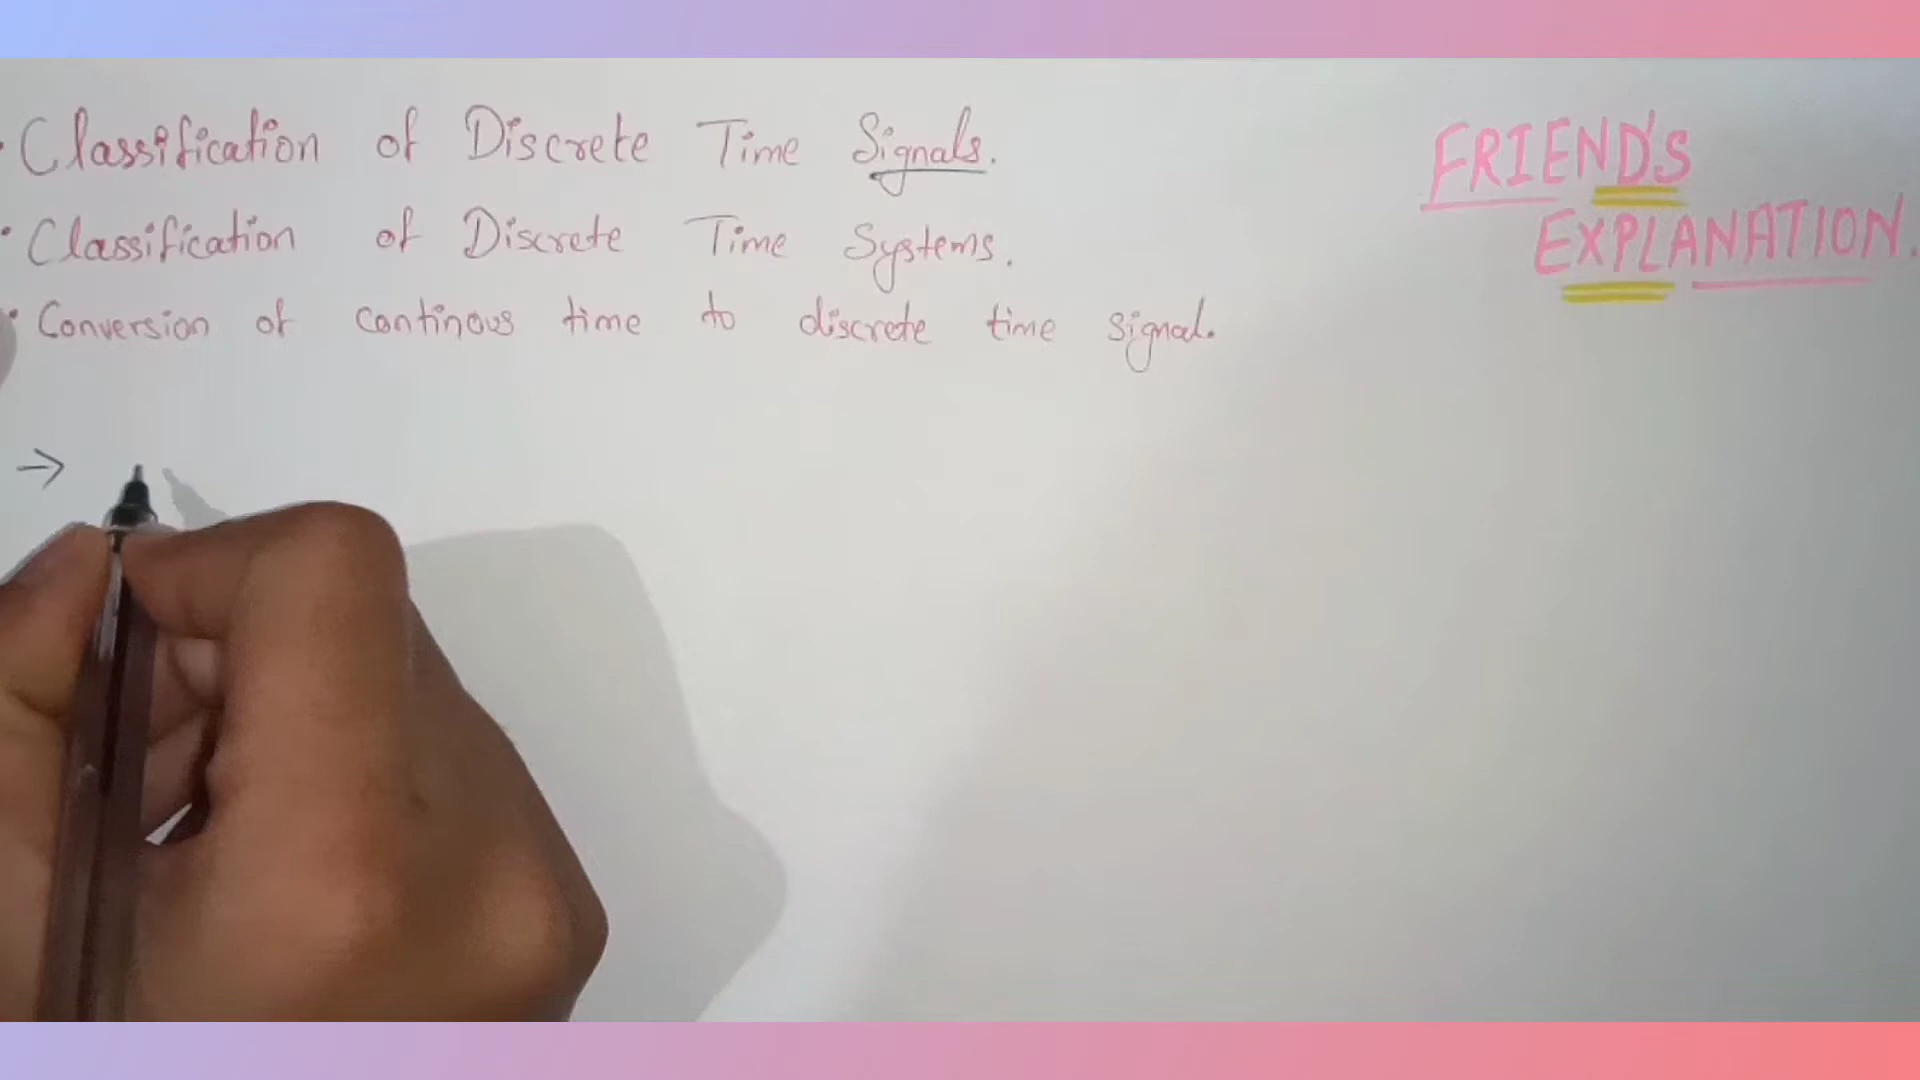 · Classification of Discrete Time Signals.
· Classification of Discrete Time Systems.
· Conversion of continous time to discrete time signal.
→
FRIEND'S
EXPLANATION.